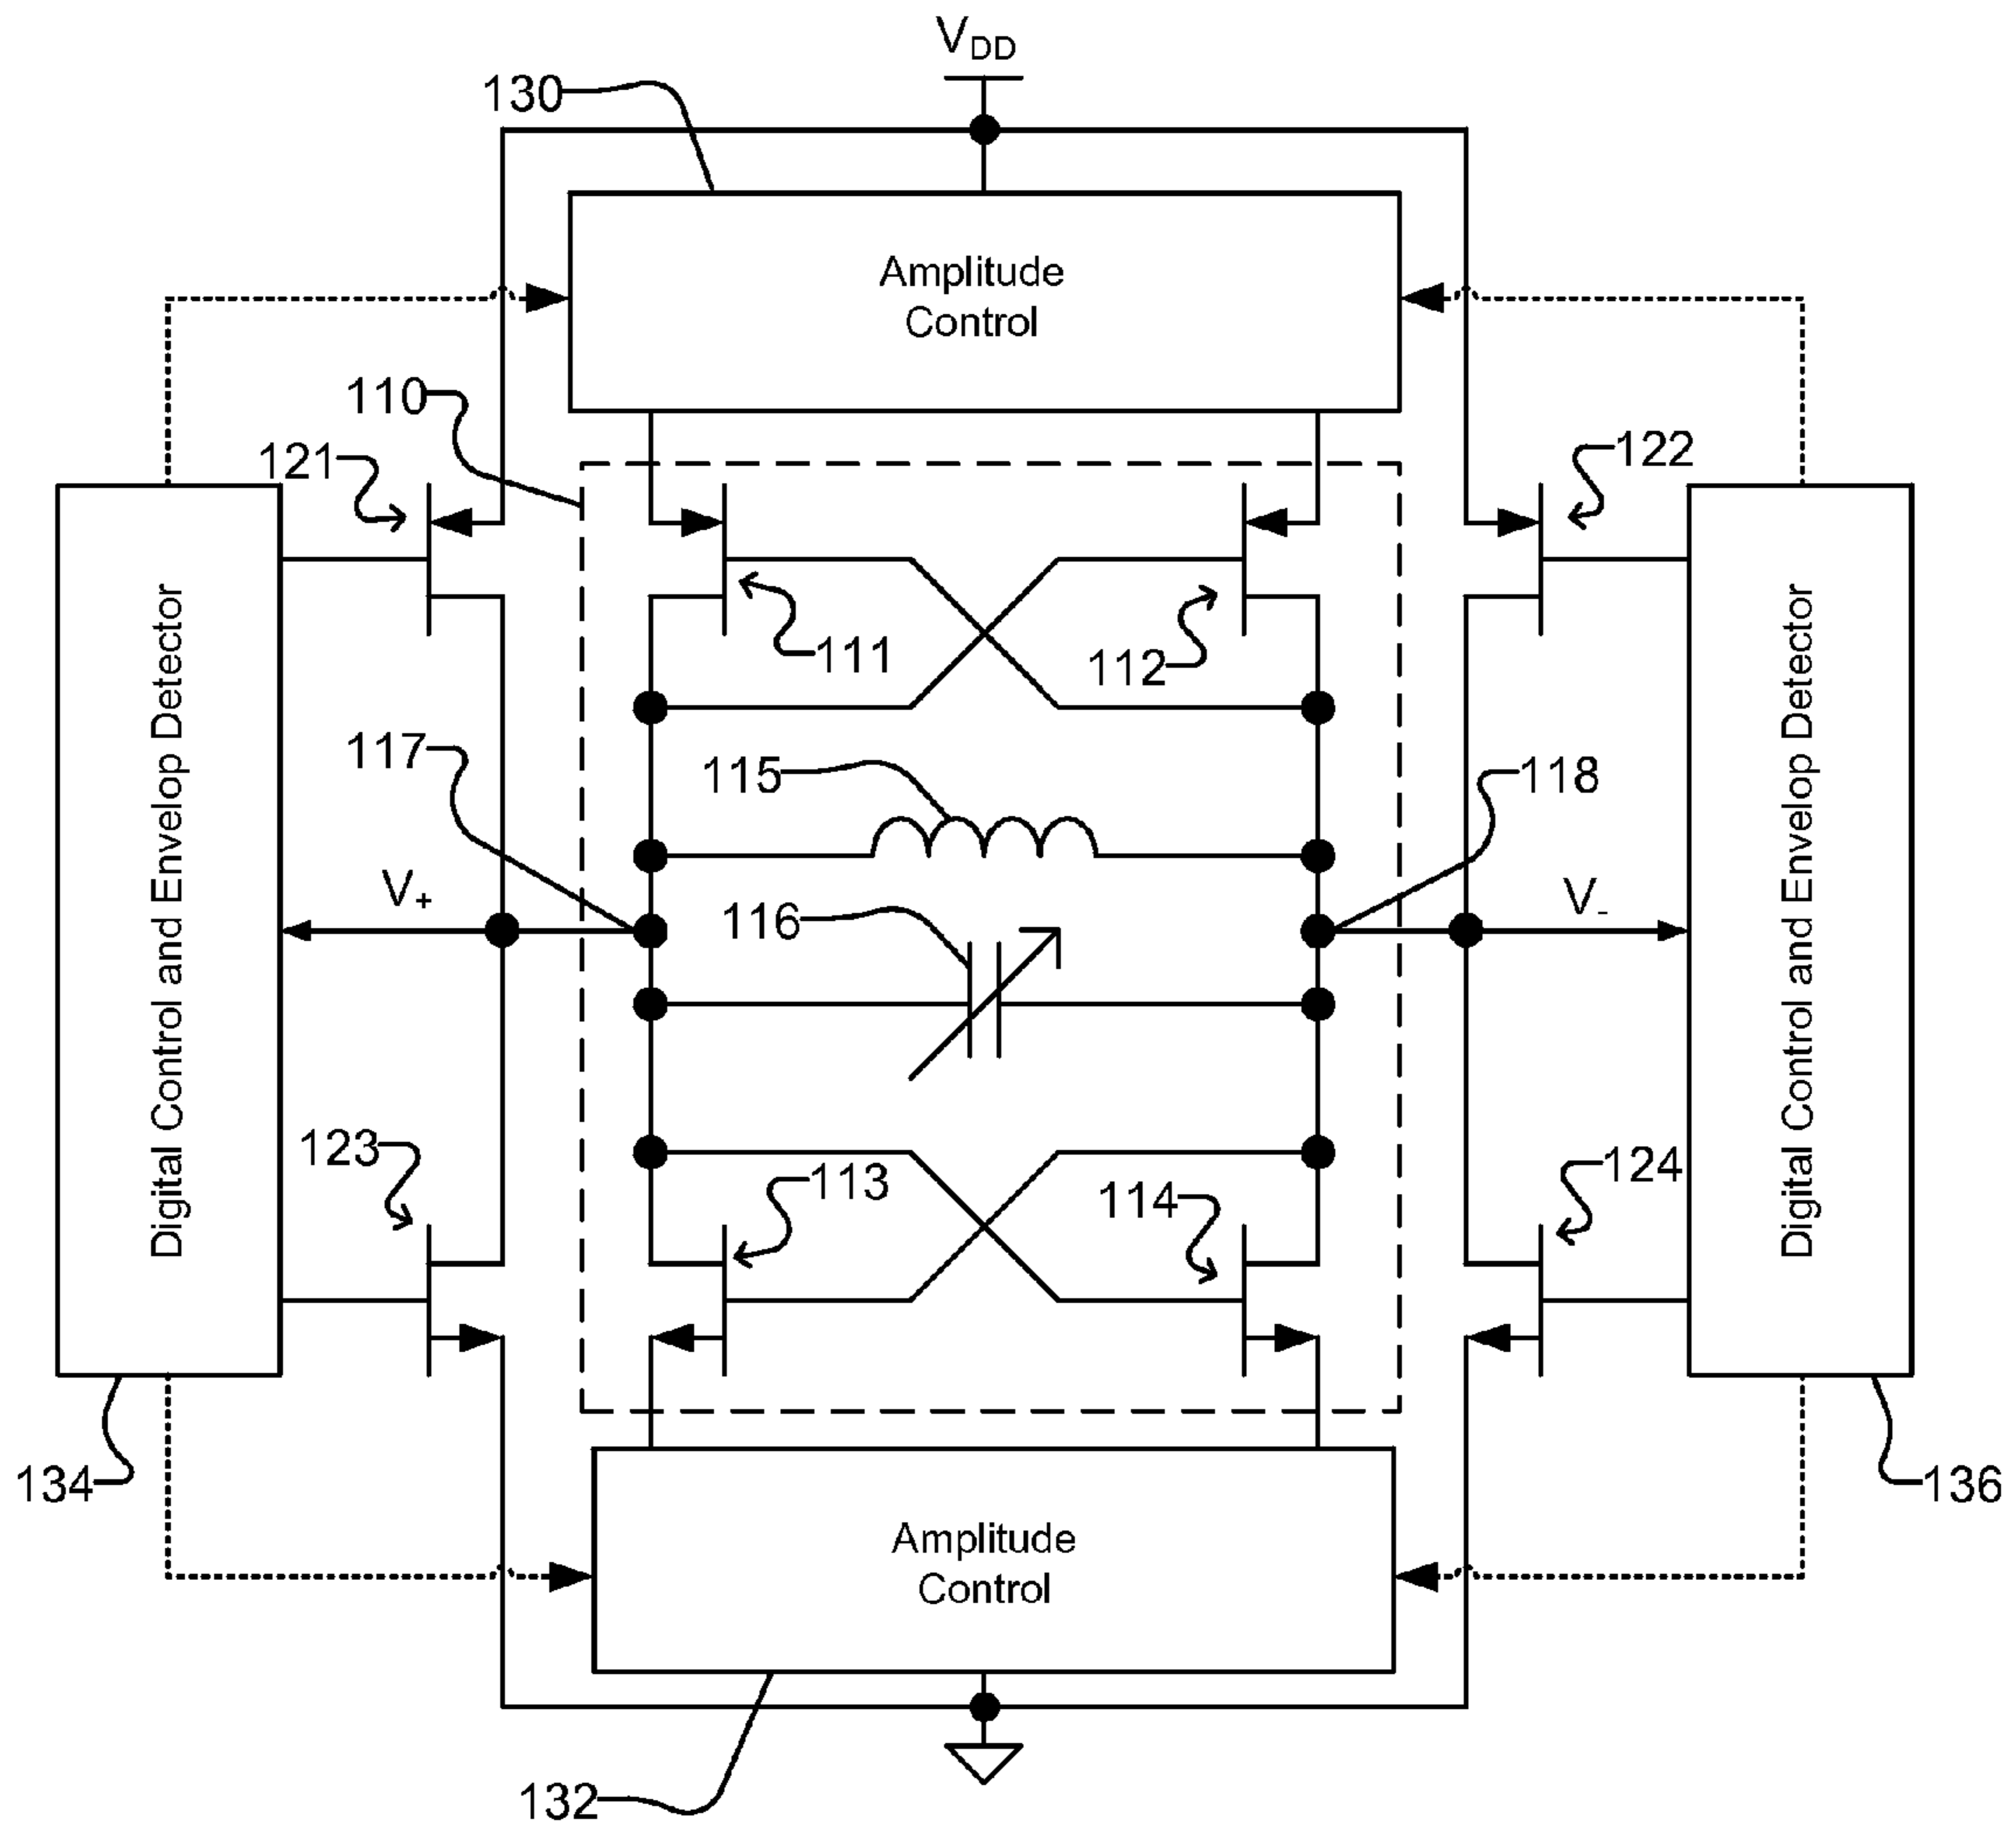 V_DD
130
Amplitude
Control
110
121
122
111
112
Digital Control and Envelop Detector
Digital Control and Envelop Detector
117
115
118
V+
116
V-
123
113
114
124
134
136
Amplitude
Control
132